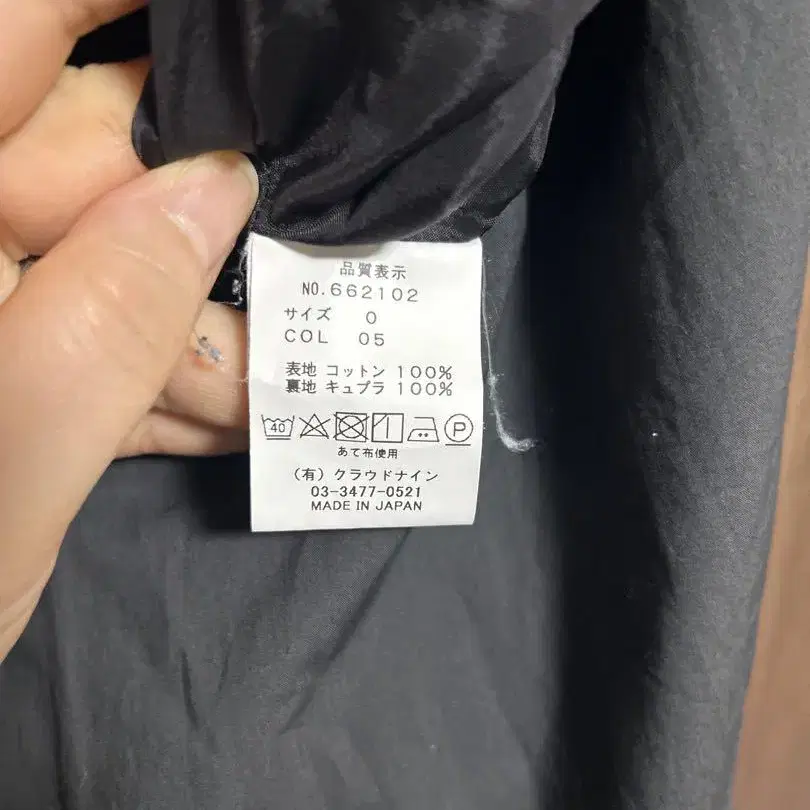 品質表示
NO.662102
サイズ 0
COL 05
表地 コットン 100%
裏地 キュプラ 100%
40 P
あて布使用
(有)クラウドナイン
03-3477-0521
MADE IN JAPAN